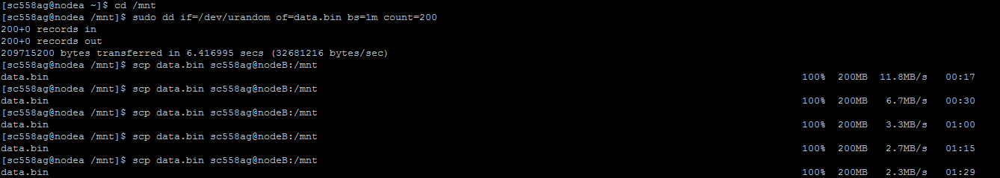 [sc558ag@nodea ~]$ cd /mnt
[sc558ag@nodea /mnt]$ sudo dd if=/dev/urandom of=data.bin bs=1m count=200
200+0 records in
200+0 records out
209715200 bytes transferred in 6.416995 secs (32681216 bytes/sec)
[sc558ag@nodea /mnt]$ scp data.bin sc558ag@nodeB:/mnt
data.bin 100% 200MB 11.8MB/s 00:17
[sc558ag@nodea /mnt]$ scp data.bin sc558ag@nodeB:/mnt
data.bin 100% 200MB 6.7MB/s 00:30
[sc558ag@nodea /mnt]$ scp data.bin sc558ag@nodeB:/mnt
data.bin 100% 200MB 3.3MB/s 01:00
[sc558ag@nodea /mnt]$ scp data.bin sc558ag@nodeB:/mnt
data.bin 100% 200MB 2.7MB/s 01:15
[sc558ag@nodea /mnt]$ scp data.bin sc558ag@nodeB:/mnt
data.bin 100% 200MB 2.3MB/s 01:29